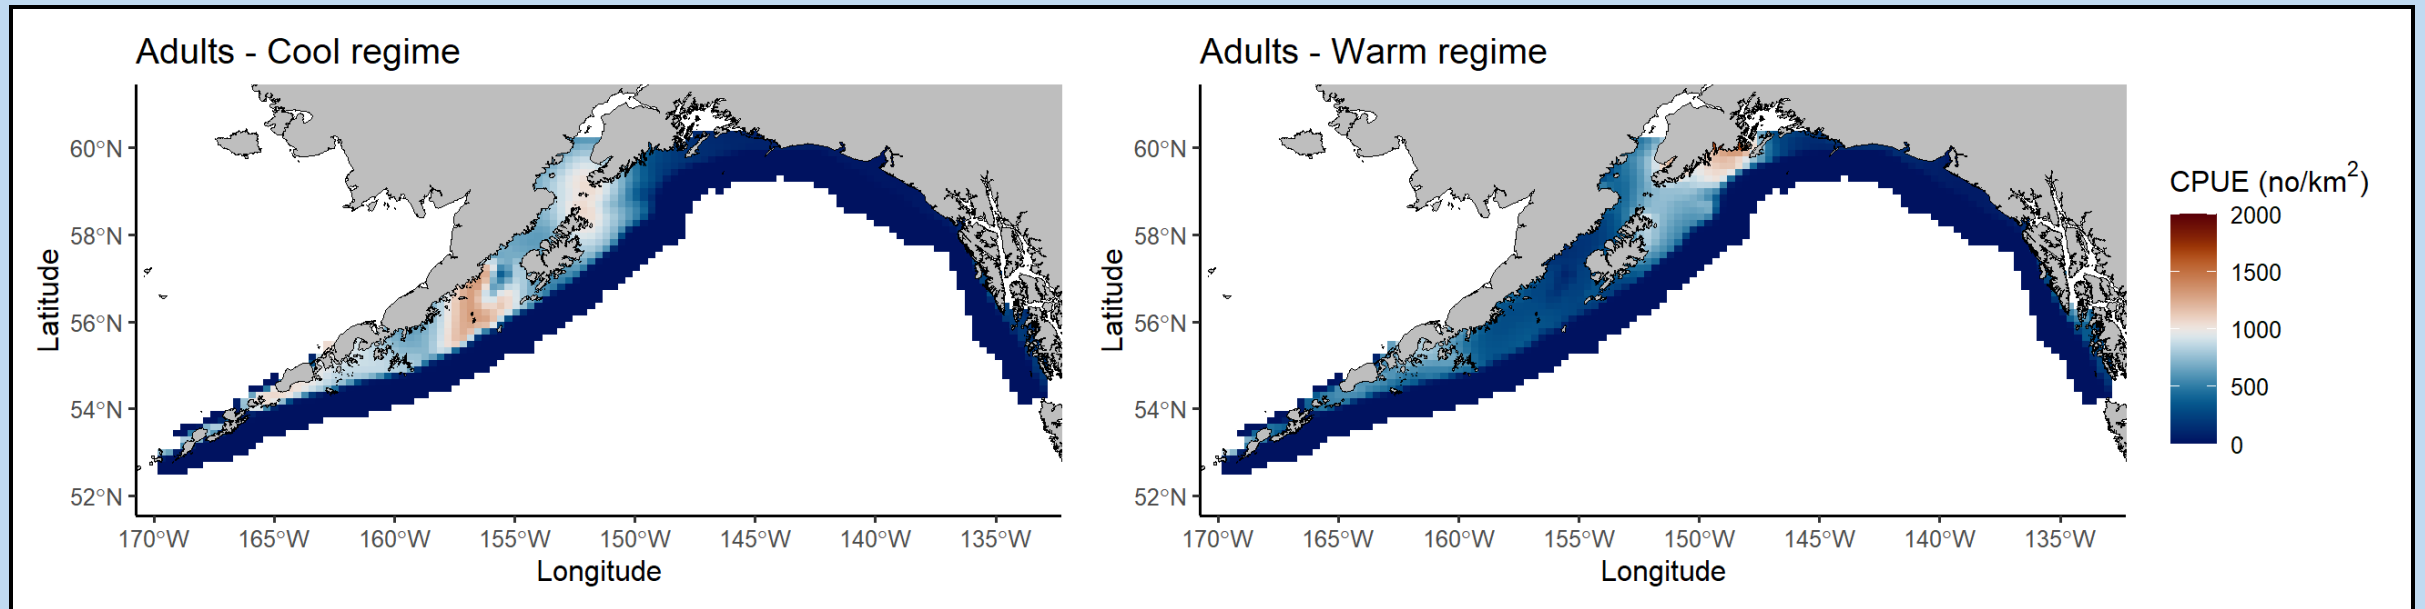 Adults - Cool regime
Adults - Warm regime
Latitude
60°N
58°N
56°N
54°N
52°N
170°W 165°W 160°W 155°W 150°W 145°W 140°W 135°W
Longitude
Latitude
60°N
58°N
56°N
54°N
52°N
170°W 165°W 160°W 155°W 150°W 145°W 140°W 135°W
Longitude
CPUE (no/km²)
2000
1500
1000
500
0